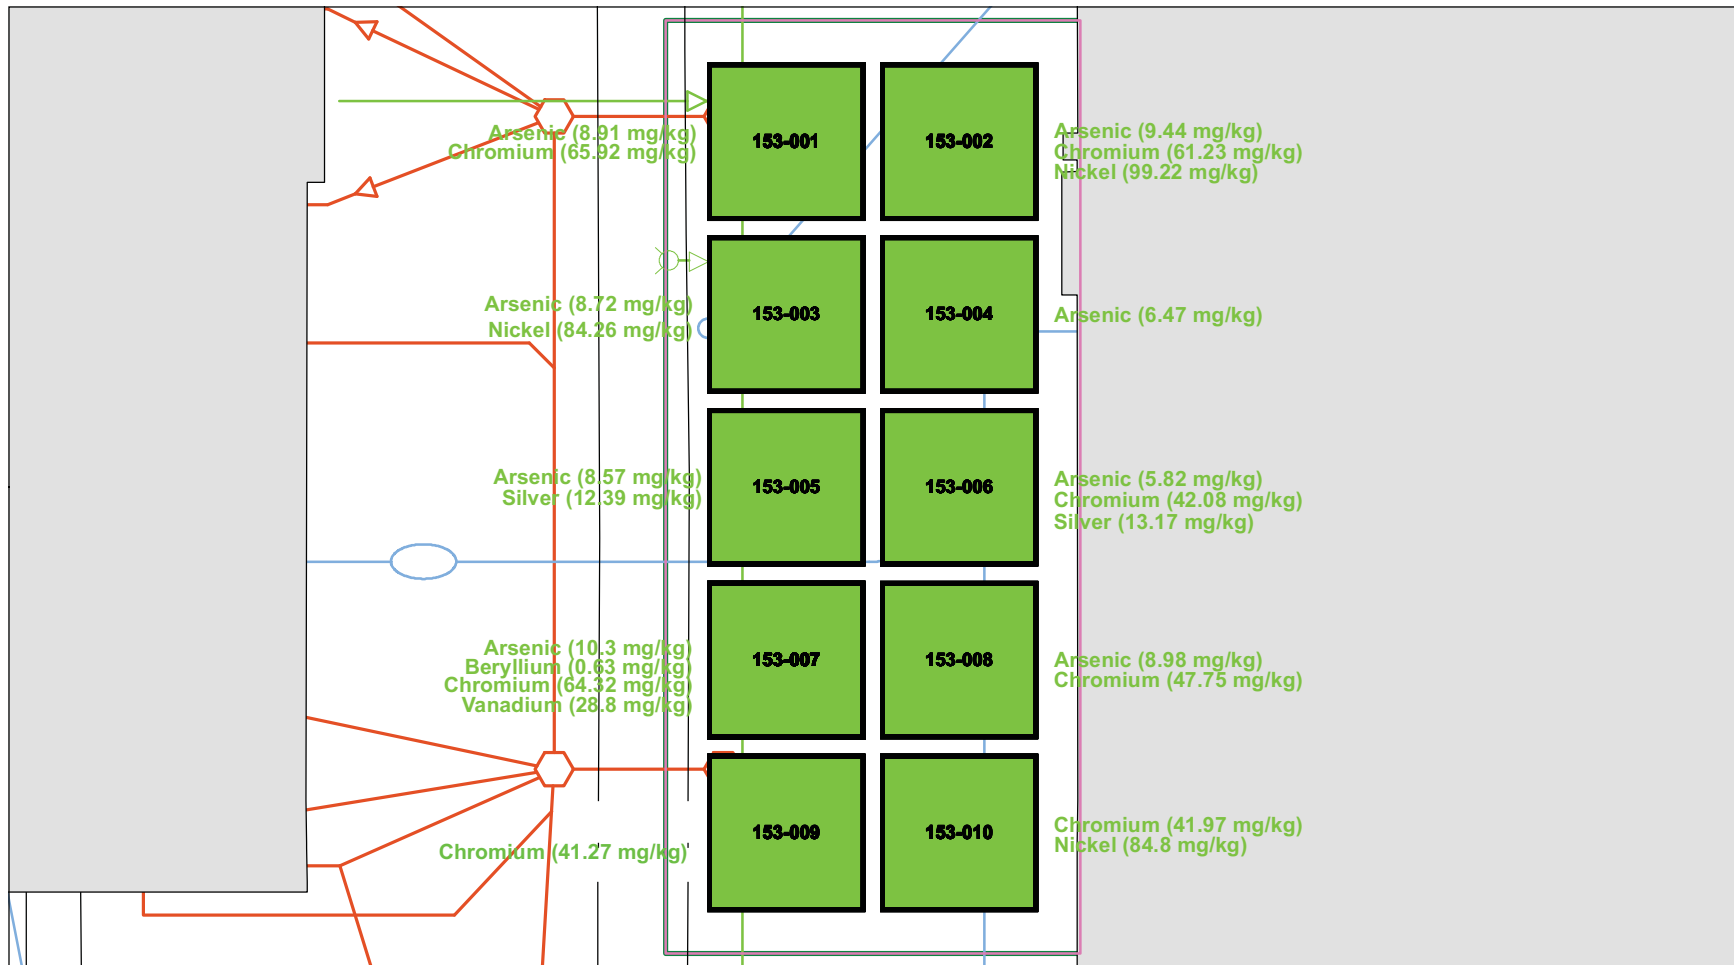 Arsenic (8.91 mg/kg)
Chromium (65.92 mg/kg)
153-001
153-002
Arsenic (9.44 mg/kg)
Chromium (61.23 mg/kg)
Nickel (99.22 mg/kg)
Arsenic (8.72 mg/kg)
Nickel (84.26 mg/kg)
153-003
153-004
Arsenic (6.47 mg/kg)
Arsenic (8.57 mg/kg)
Silver (12.39 mg/kg)
153-005
153-006
Arsenic (5.82 mg/kg)
Chromium (42.08 mg/kg)
Silver (13.17 mg/kg)
Arsenic (10.3 mg/kg)
Beryllium (0.63 mg/kg)
Chromium (64.32 mg/kg)
Vanadium (28.8 mg/kg)
153-007
153-008
Arsenic (8.98 mg/kg)
Chromium (47.75 mg/kg)
Chromium (41.27 mg/kg)
153-009
153-010
Chromium (41.97 mg/kg)
Nickel (84.8 mg/kg)